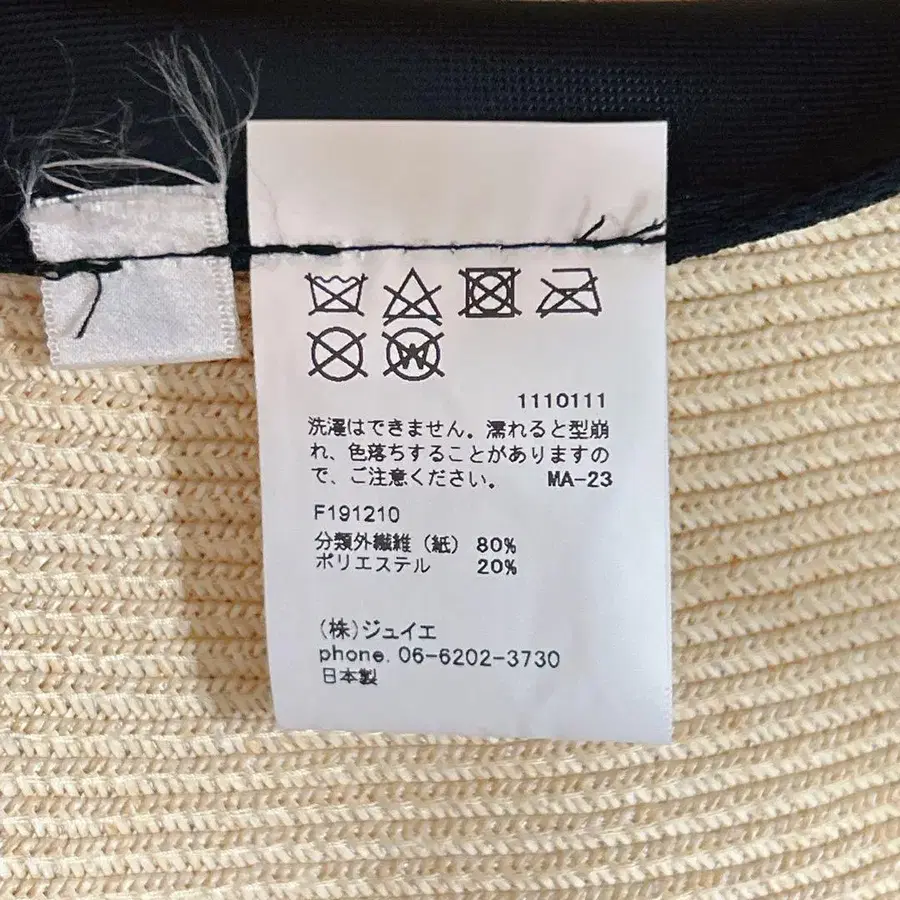 W
1110111
洗濯はできません。濡れると型崩
れ、色落ちすることがありますの
で、ご注意ください。 MA-23
F191210
分類外繊維（紙） 80%
ポリエステル 20%
(株)ジュイエ
phone. 06-6202-3730
日本製